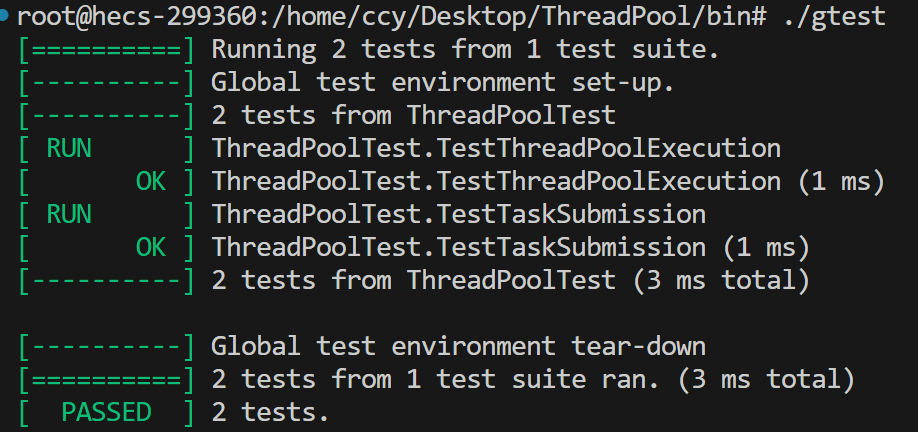 root@hecs-299360:/home/ccy/Desktop/ThreadPool/bin# ./gtest
[==========] Running 2 tests from 1 test suite.
[----------] Global test environment set-up.
[----------] 2 tests from ThreadPoolTest
[ RUN      ] ThreadPoolTest.TestThreadPoolExecution
[       OK ] ThreadPoolTest.TestThreadPoolExecution (1 ms)
[ RUN      ] ThreadPoolTest.TestTaskSubmission
[       OK ] ThreadPoolTest.TestTaskSubmission (1 ms)
[----------] 2 tests from ThreadPoolTest (3 ms total)

[----------] Global test environment tear-down
[==========] 2 tests from 1 test suite ran. (3 ms total)
[  PASSED  ] 2 tests.